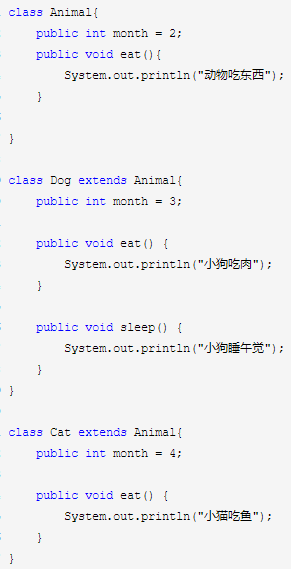 class Animal{
public int month = 2;
public void eat(){
System.out.println("动物吃东西");
}
}
class Dog extends Animal{
public int month = 3;
public void eat() {
System.out.println("小狗吃肉");
}
public void sleep() {
System.out.println("小狗睡午觉");
}
}
class Cat extends Animal{
public int month = 4;
public void eat() {
System.out.println("小猫吃鱼");
}
}